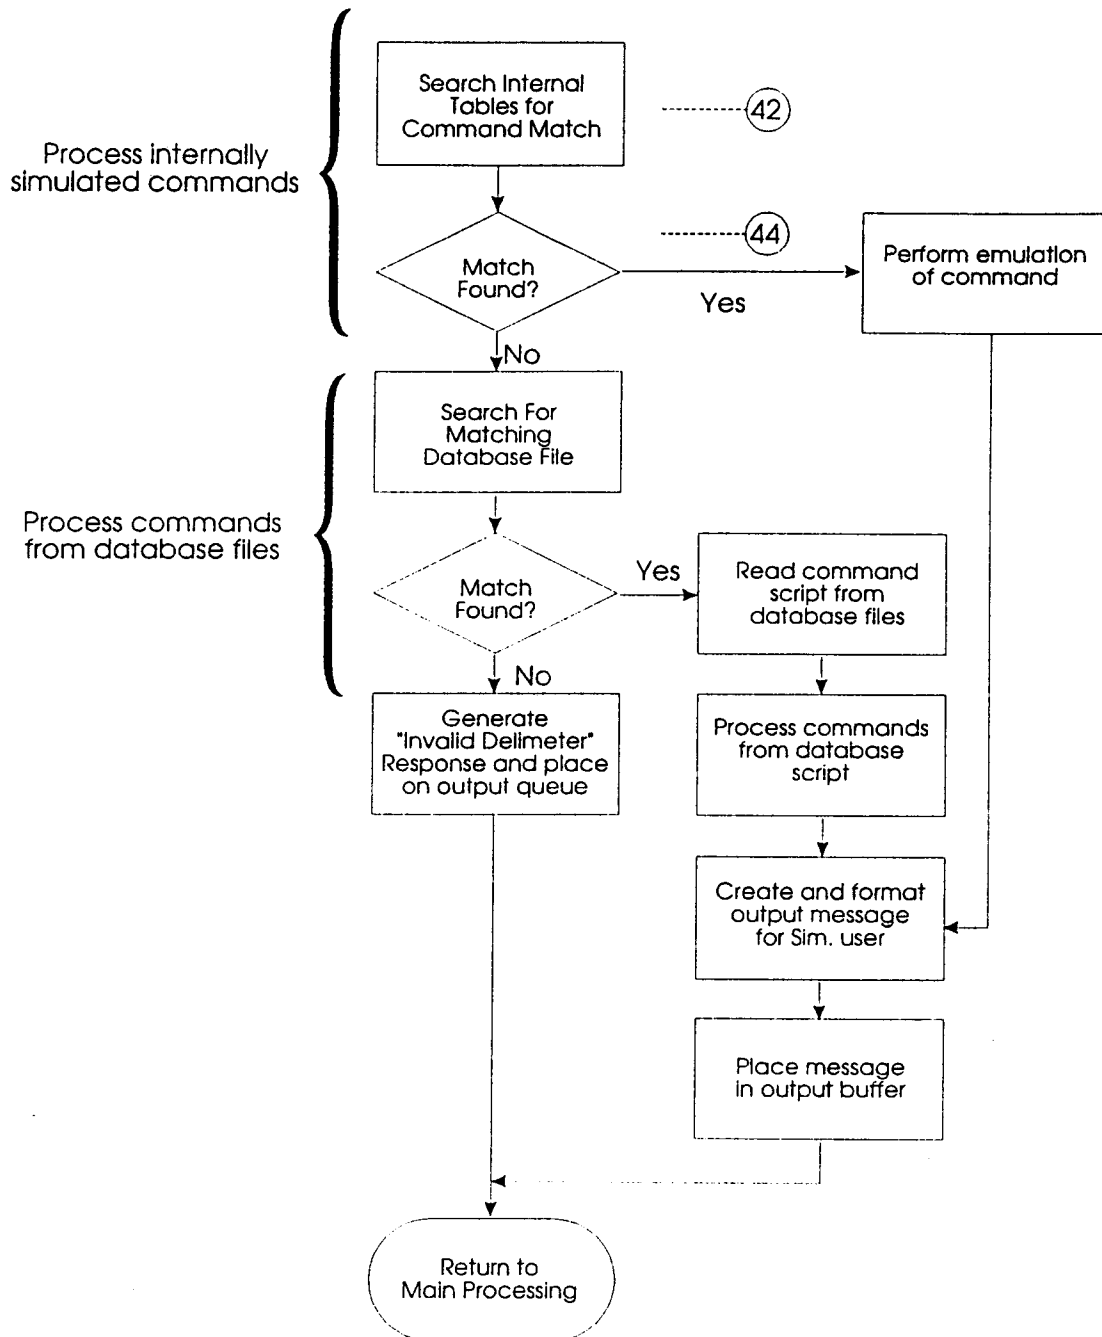 Search Internal
Tables for
Command Match
42
Process internally
simulated commands
44
Match
Found?
Yes
Perform emulation
of command
No
Search For
Matching
Database File
Process commands
from database files
Match
Found?
Yes
Read command
script from
database files
No
Generate
"Invalid Delimeter"
Response and place
on output queue
Process commands
from database
script
Create and format
output message
for Sim. user
Place message
in output buffer
Return to
Main Processing